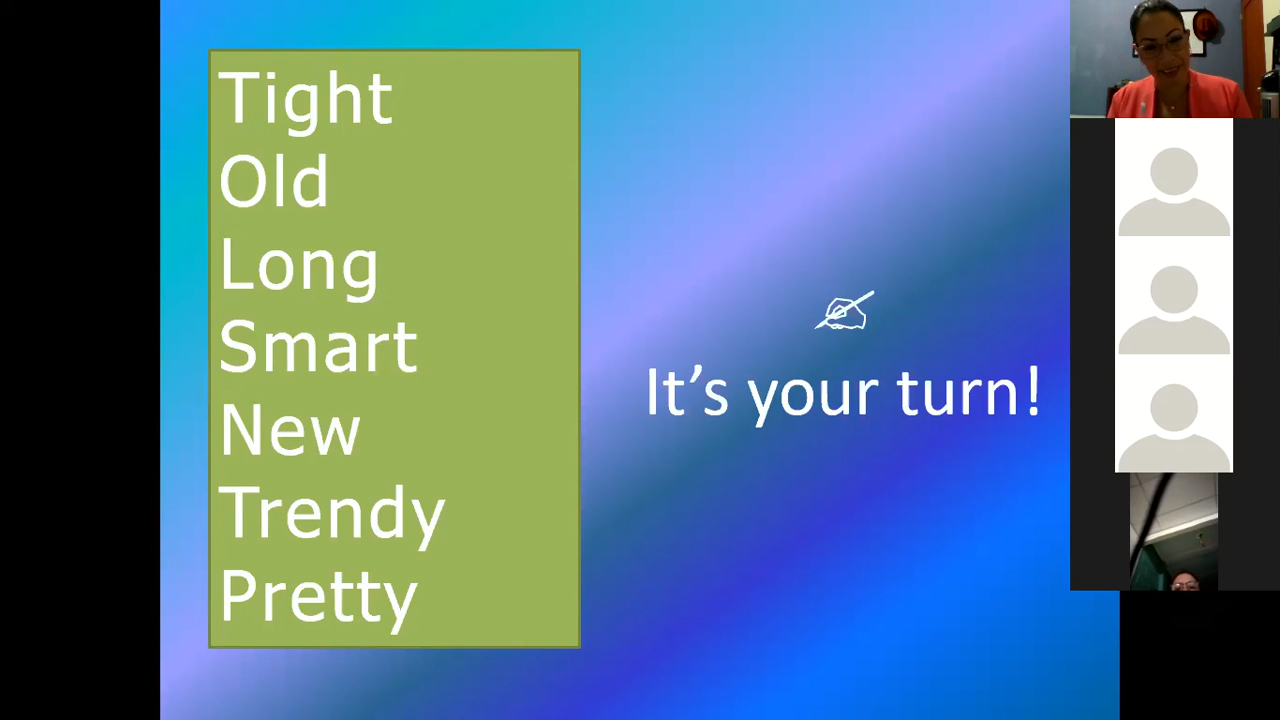 Tight
Old
Long
Smart
New
Trendy
Pretty
It’s your turn!